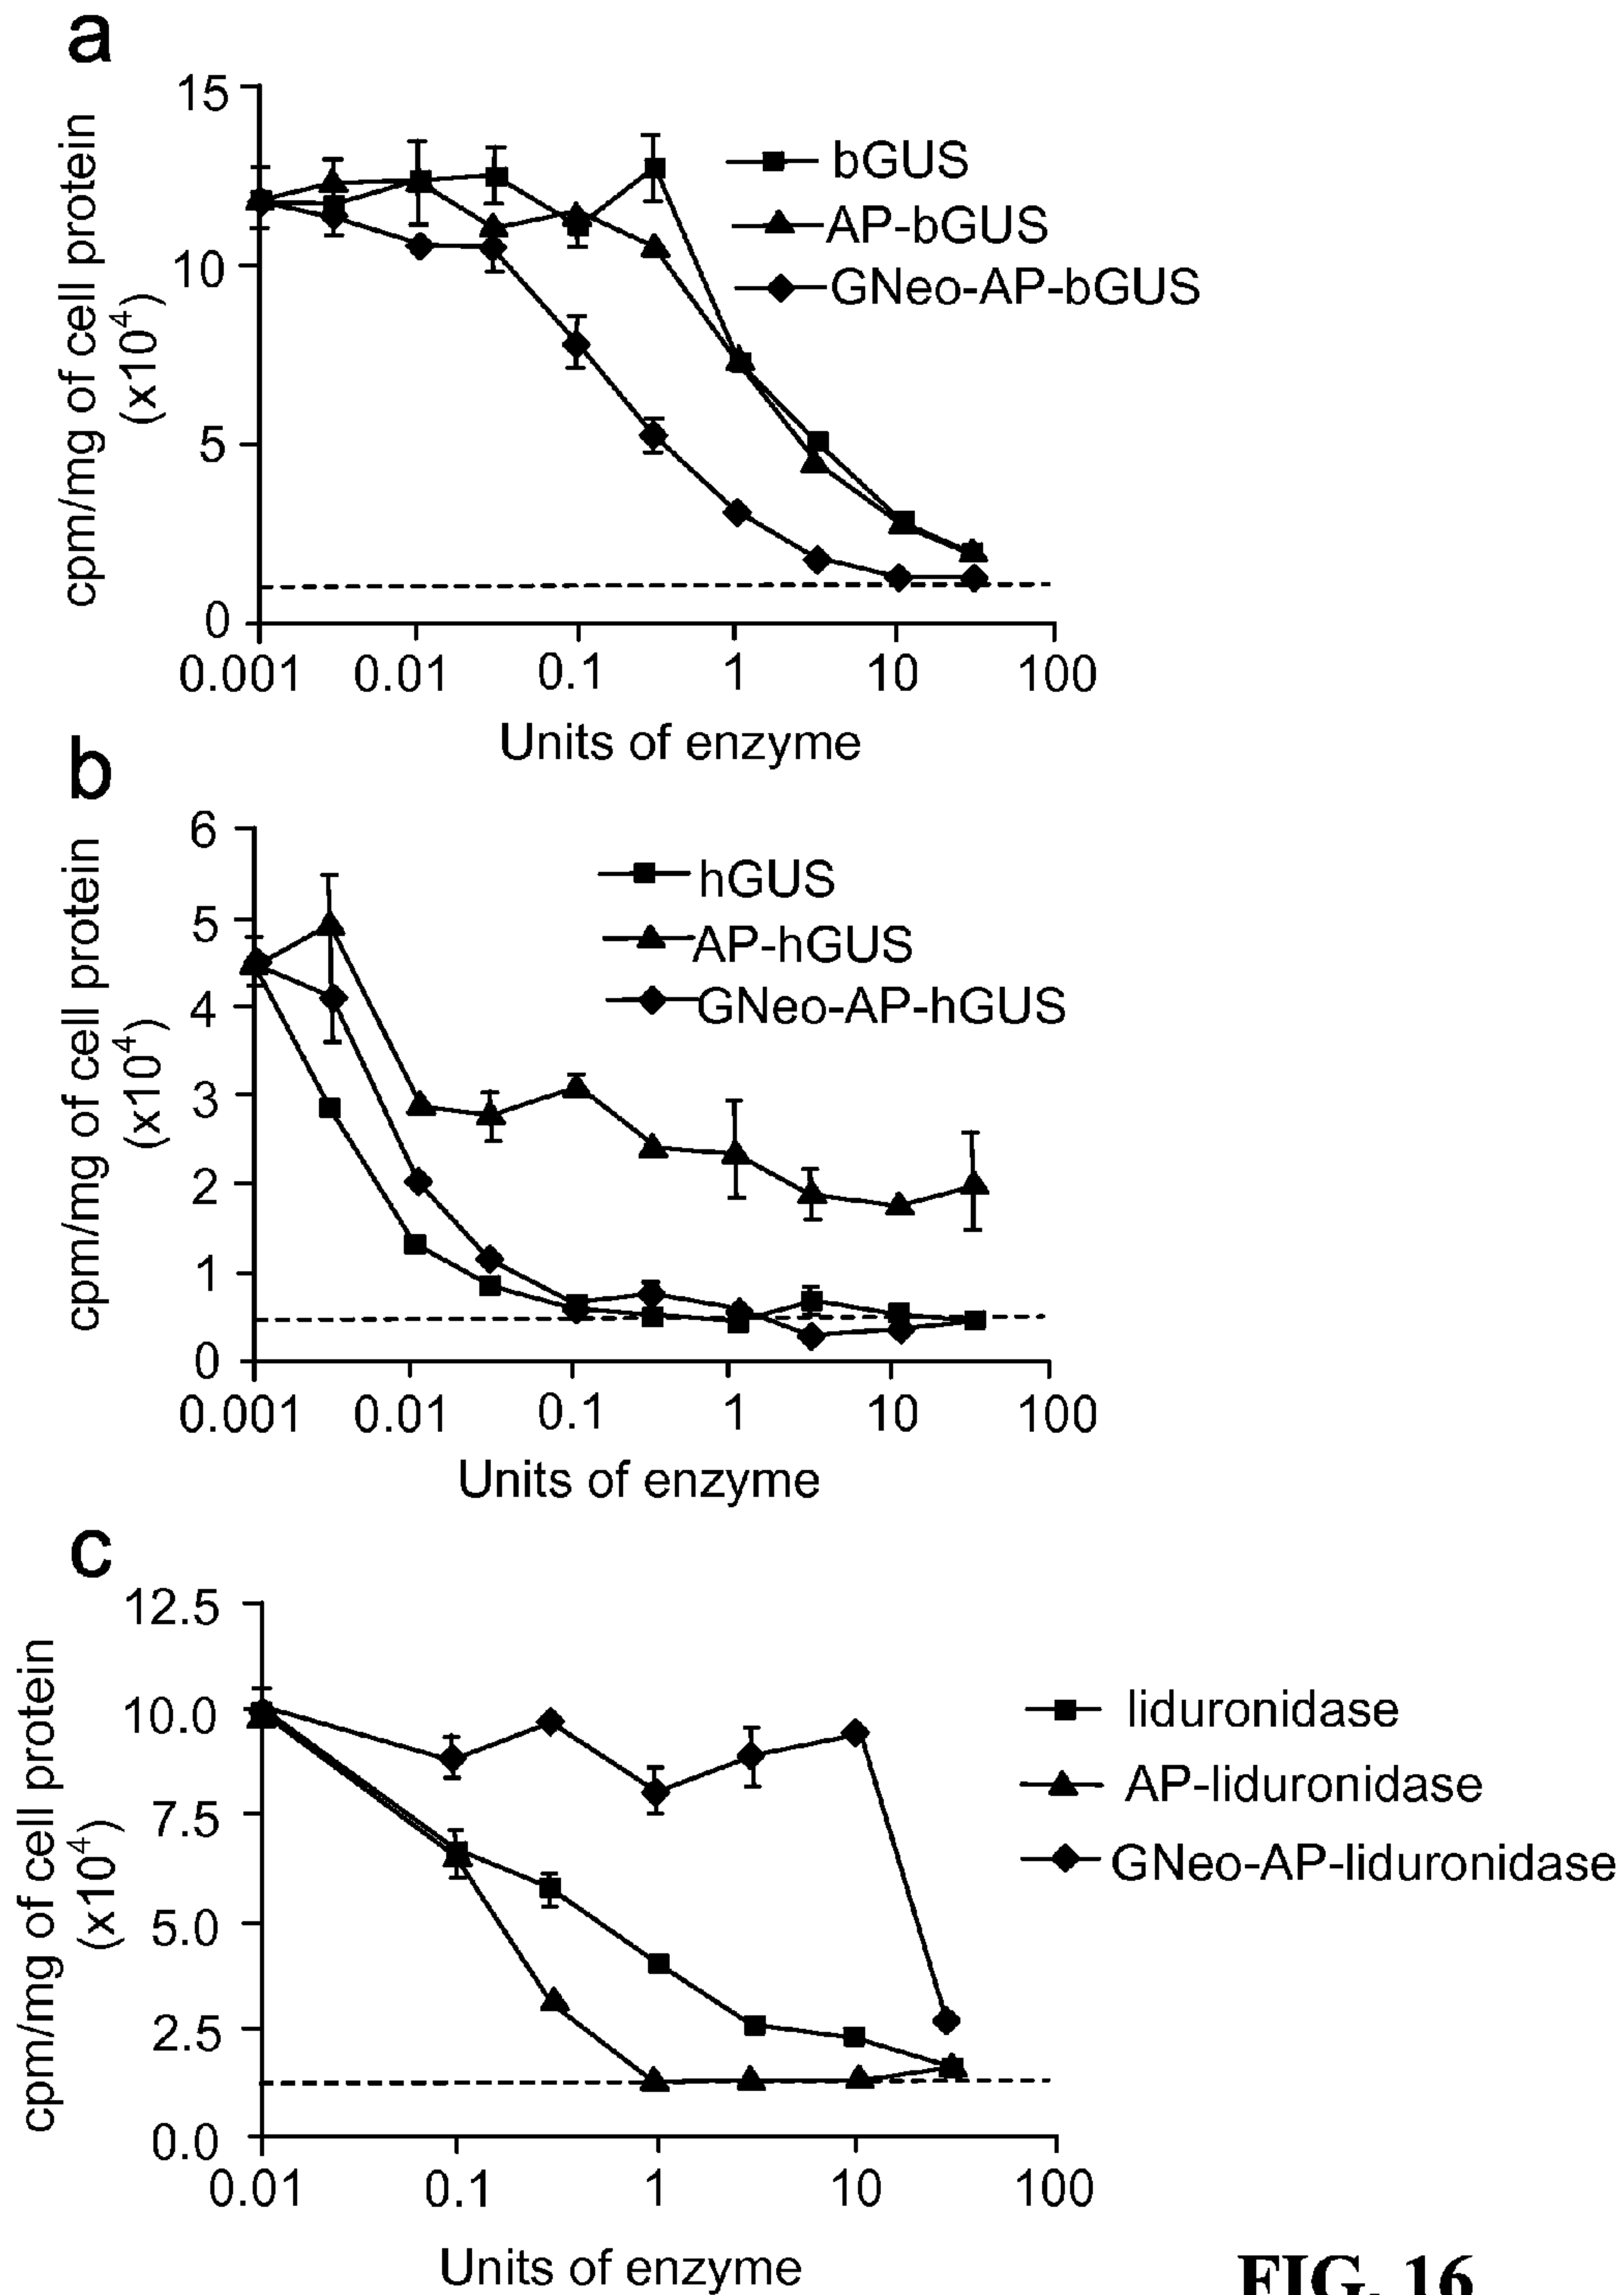 a
cpm/mg of cell protein
(x10⁴)
15
10
5
0
bGUS
AP-bGUS
GNeo-AP-bGUS
0.001 0.01 0.1 1 10 100
Units of enzyme
b
cpm/mg of cell protein
(x10⁴)
6
5
4
3
2
1
0
hGUS
AP-hGUS
GNeo-AP-hGUS
0.001 0.01 0.1 1 10 100
Units of enzyme
c
cpm/mg of cell protein
(x10⁴)
12.5
10.0
7.5
5.0
2.5
0.0
liduronidase
AP-liduronidase
GNeo-AP-liduronidase
0.01 0.1 1 10 100
Units of enzyme
FIG. 16